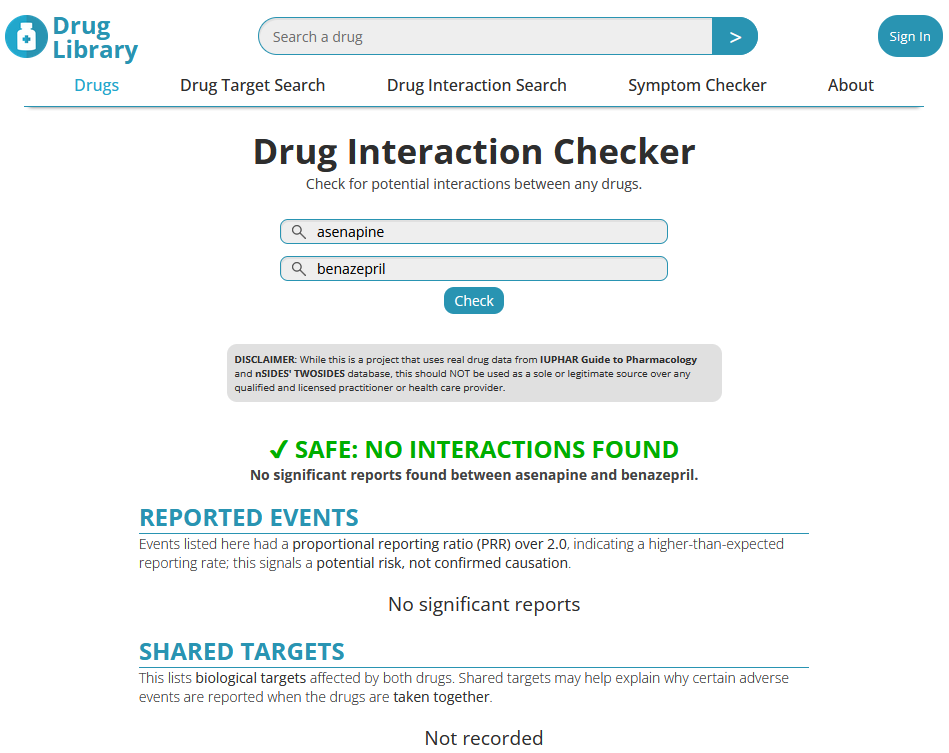 Drug
Library
Search a drug
>
Sign In
Drugs
Drug Target Search
Drug Interaction Search
Symptom Checker
About
Drug Interaction Checker
Check for potential interactions between any drugs.
asenapine
benazepril
Check
DISCLAIMER: While this is a project that uses real drug data from IUPHAR Guide to Pharmacology
and nSIDES' TWOSIDES database, this should NOT be used as a sole or legitimate source over any
qualified and licensed practitioner or health care provider.
✓ SAFE: NO INTERACTIONS FOUND
No significant reports found between asenapine and benazepril.
REPORTED EVENTS
Events listed here had a proportional reporting ratio (PRR) over 2.0, indicating a higher-than-expected
reporting rate; this signals a potential risk, not confirmed causation.
No significant reports
SHARED TARGETS
This lists biological targets affected by both drugs. Shared targets may help explain why certain adverse
events are reported when the drugs are taken together.
Not recorded